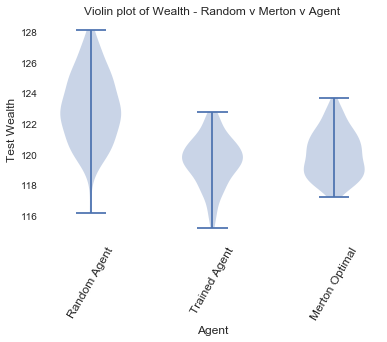 Violin plot of Wealth - Random v Merton v Agent
128
126
124
122
120
118
116
Test Wealth
Random Agent
Trained Agent
Merton Optimal
Agent